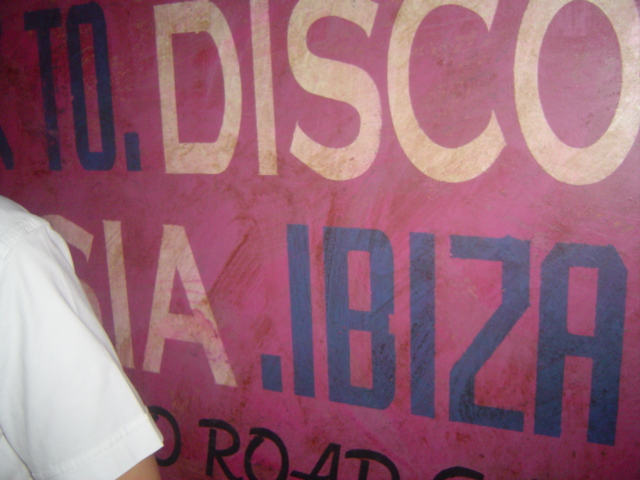 TO. DISCO
SIA .IBIZA
ROAD